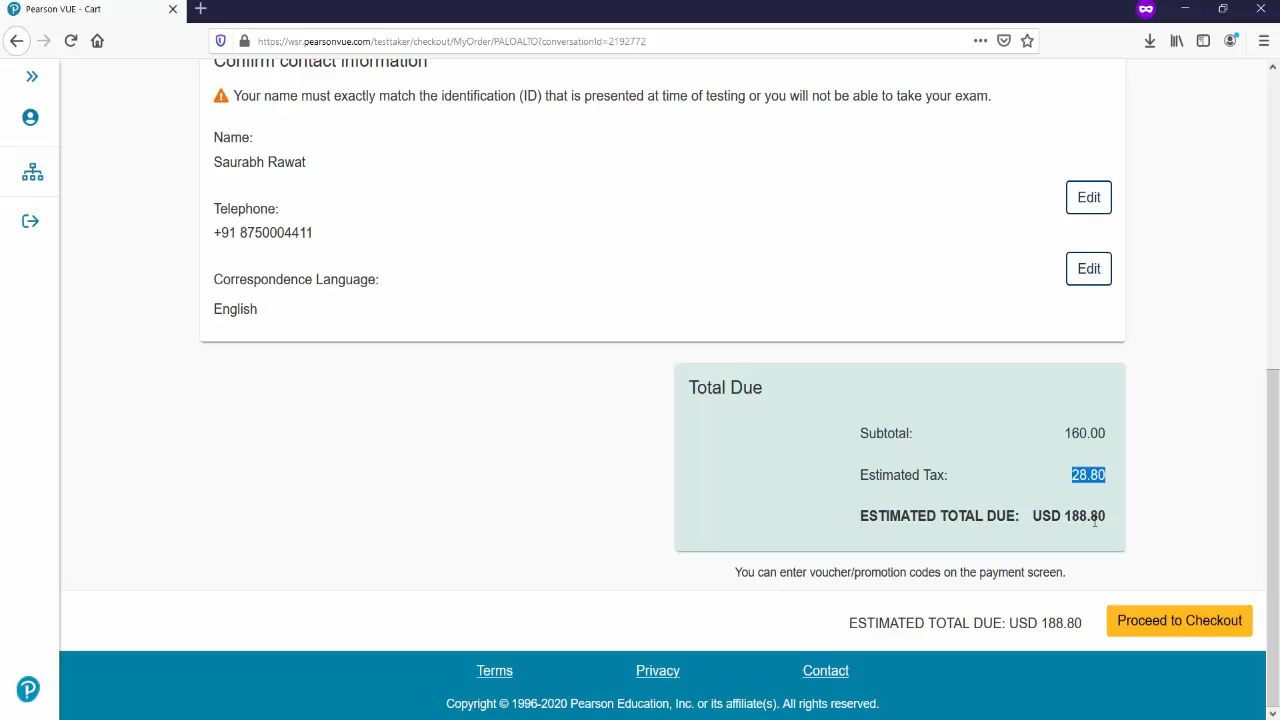 Pearson VUE - Cart
https://wsr.pearsonvue.com/testtaker/checkout/MyOrder/PALOALTO?conversationId=2192772
Confirm contact information
Your name must exactly match the identification (ID) that is presented at time of testing or you will not be able to take your exam.
Name:
Saurabh Rawat
Edit
Telephone:
+91 8750004411
Edit
Correspondence Language:
English
Total Due
Subtotal: 160.00
Estimated Tax: 28.80
ESTIMATED TOTAL DUE: USD 188.80
You can enter voucher/promotion codes on the payment screen.
ESTIMATED TOTAL DUE: USD 188.80 Proceed to Checkout
Terms Privacy Contact
Copyright © 1996-2020 Pearson Education, Inc. or its affiliate(s). All rights reserved.